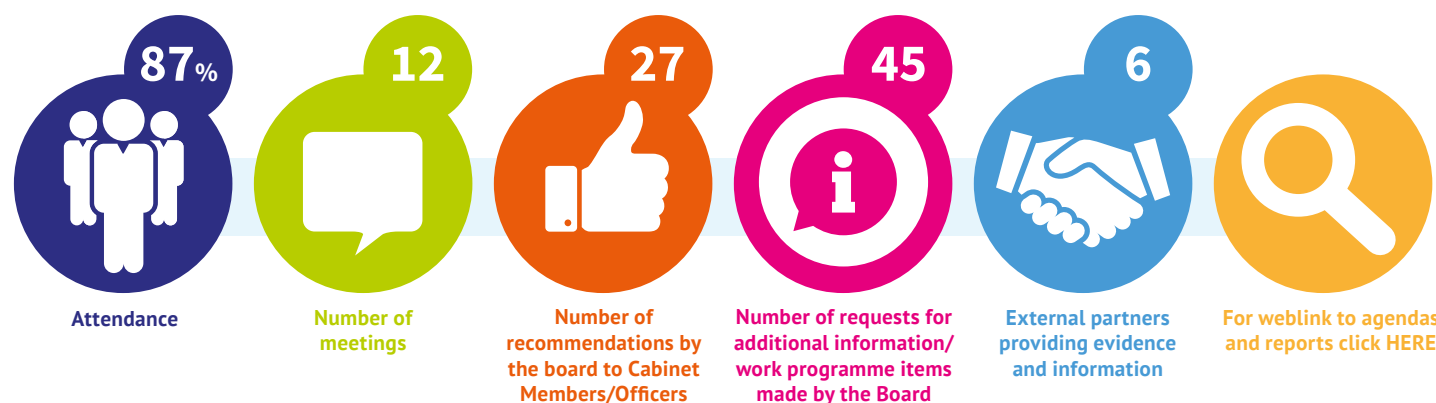 87%
12
27
45
6
i
Attendance
Number of
meetings
Number of
recommendations by
the board to Cabinet
Members/Officers
Number of requests for
additional information/
work programme items
made by the Board
External partners
providing evidence
and information
For weblink to agendas
and reports click HERE